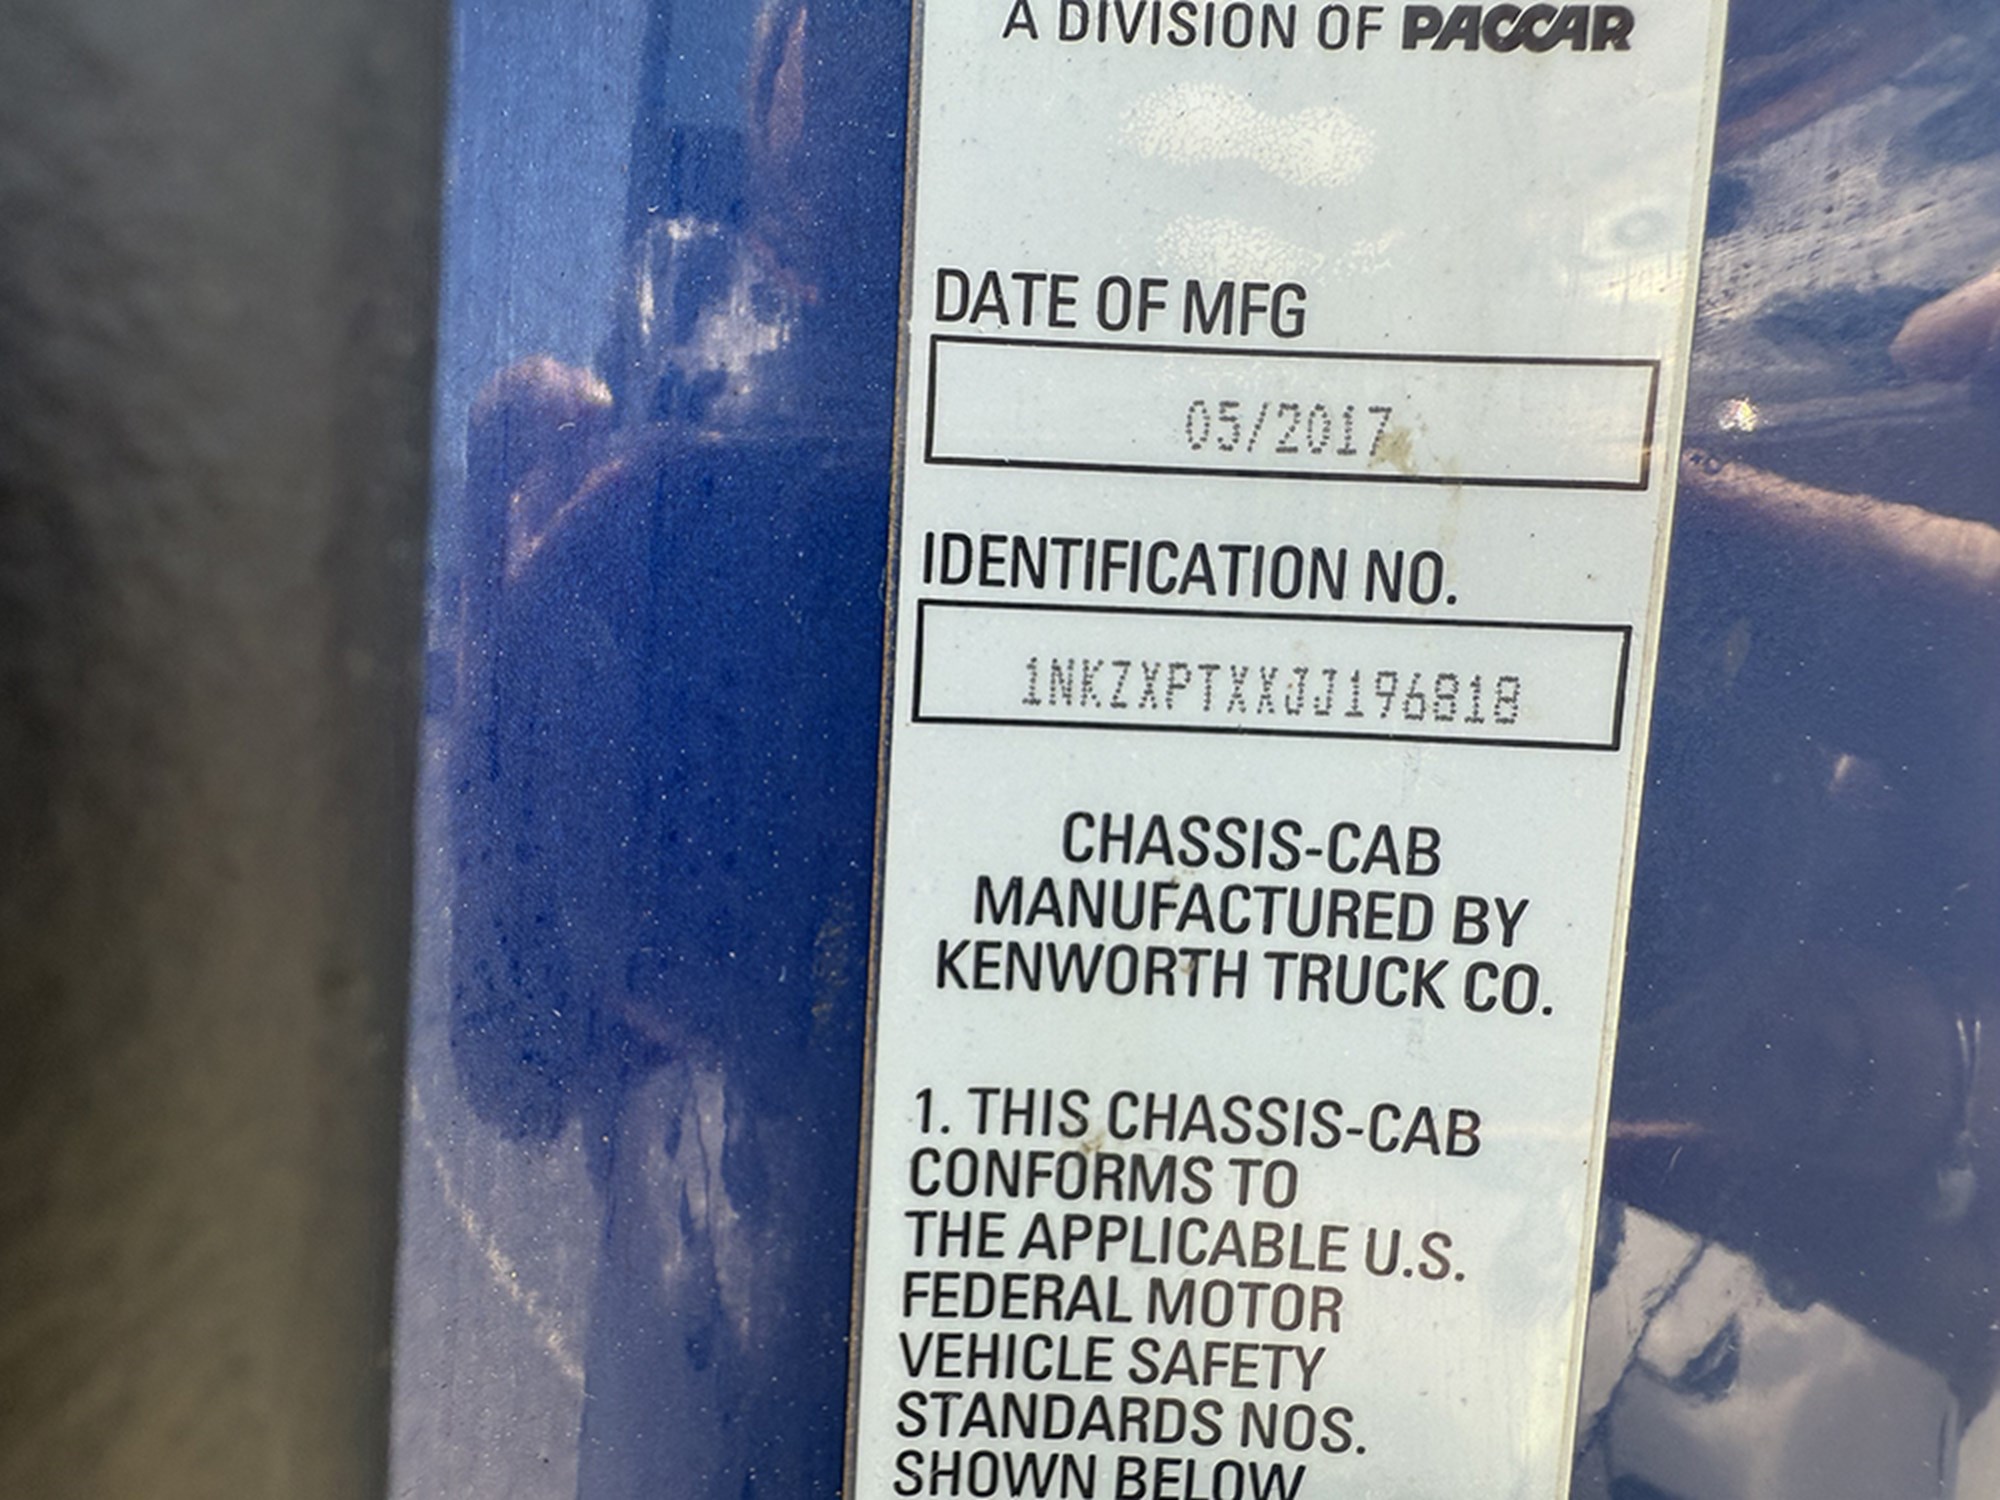 A DIVISION OF PACCAR
DATE OF MFG
05/2017
IDENTIFICATION NO.
1NKZXPTXXJJ196818
CHASSIS-CAB
MANUFACTURED BY
KENWORTH TRUCK CO.
1. THIS CHASSIS-CAB
CONFORMS TO
THE APPLICABLE U.S.
FEDERAL MOTOR
VEHICLE SAFETY
STANDARDS NOS.
SHOWN BELOW